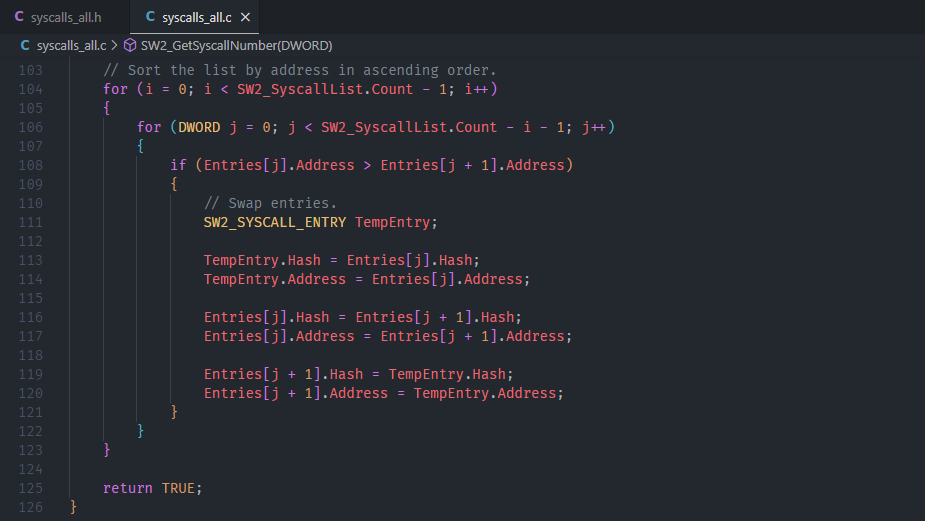 C syscalls_all.h C syscalls_all.c ×
C syscalls_all.c > SW2_GetSyscallNumber(DWORD)
103 // Sort the list by address in ascending order.
104 for (i = 0; i < SW2_SyscallList.Count - 1; i++)
105 {
106 for (DWORD j = 0; j < SW2_SyscallList.Count - i - 1; j++)
107 {
108 if (Entries[j].Address > Entries[j + 1].Address)
109 {
110 // Swap entries.
111 SW2_SYSCALL_ENTRY TempEntry;
112
113 TempEntry.Hash = Entries[j].Hash;
114 TempEntry.Address = Entries[j].Address;
115
116 Entries[j].Hash = Entries[j + 1].Hash;
117 Entries[j].Address = Entries[j + 1].Address;
118
119 Entries[j + 1].Hash = TempEntry.Hash;
120 Entries[j + 1].Address = TempEntry.Address;
121 }
122 }
123 }
124
125 return TRUE;
126 }